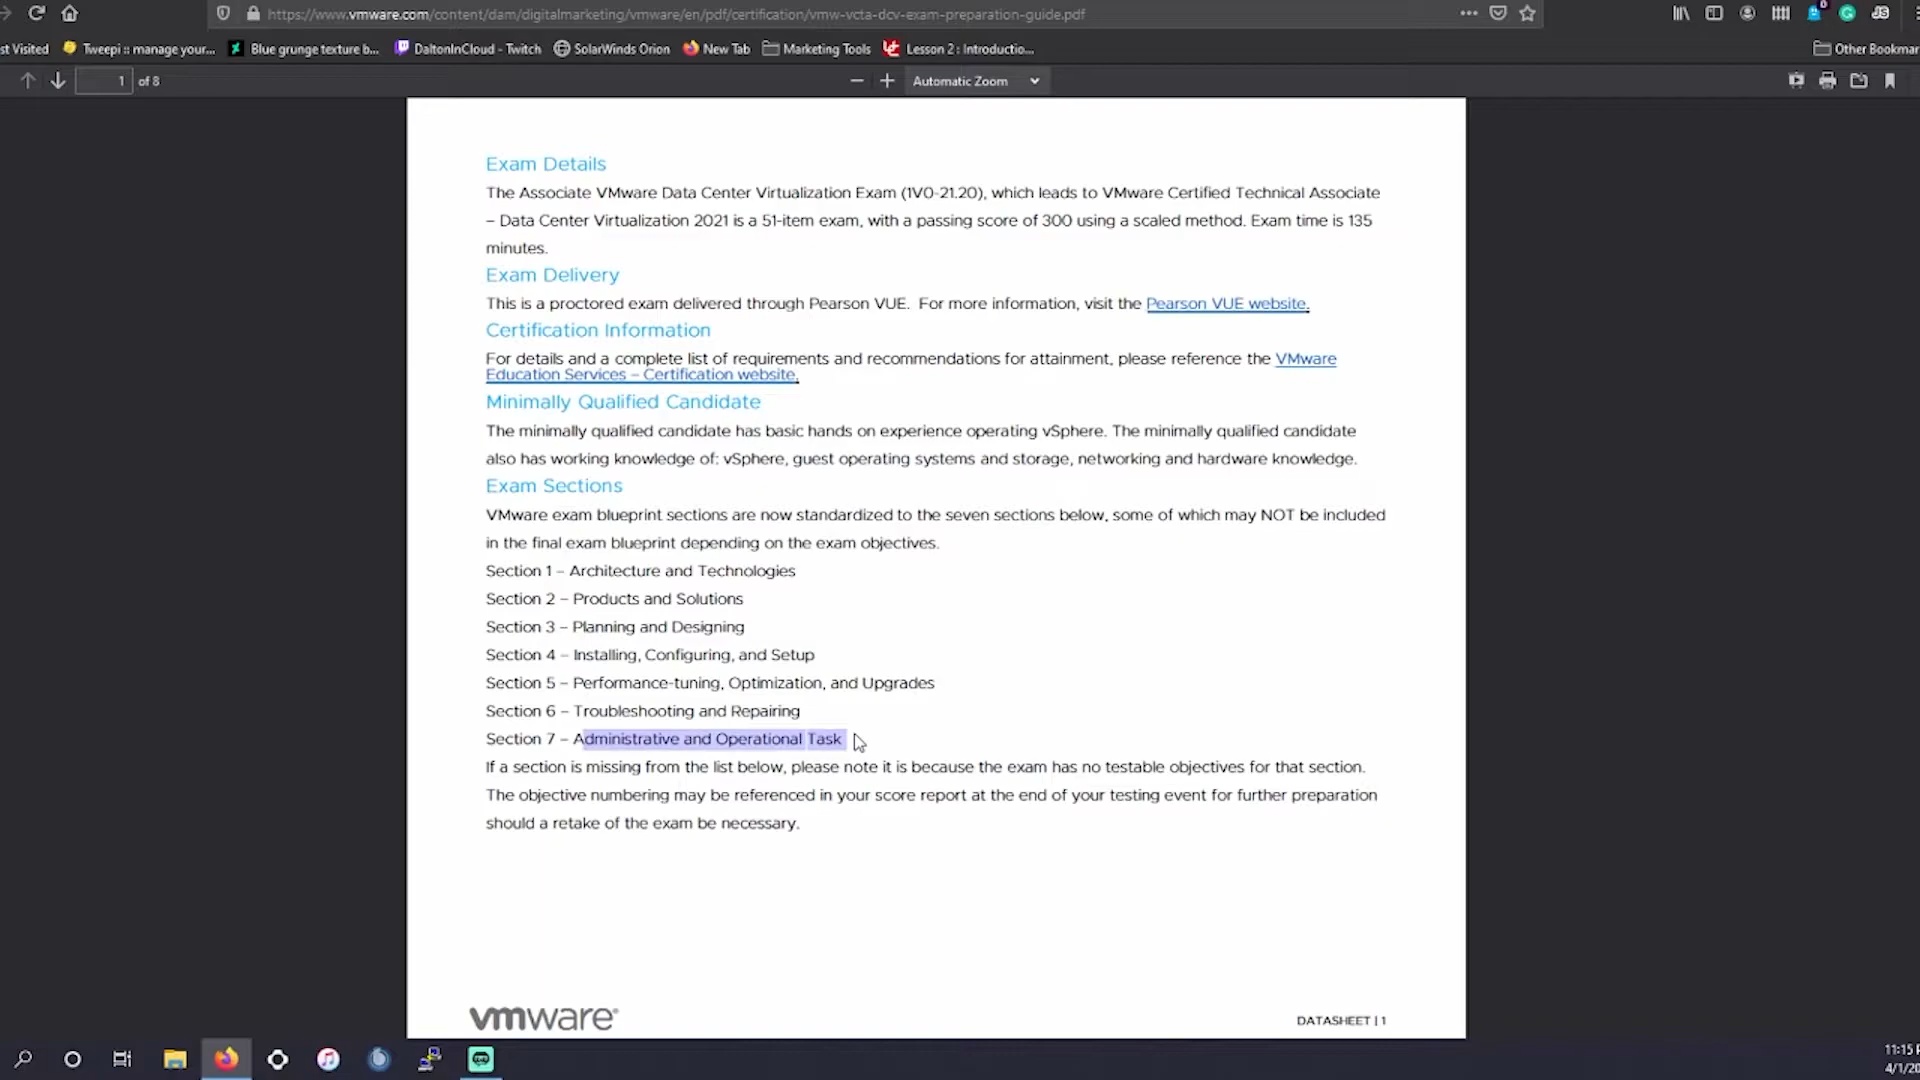 https://www.vmware.com/content/dam/digitalmarketing/vmware/en/pdf/certification/vmw-vcta-dcv-exam-preparation-guide.pdf
0
JS
st Visited Tweepi :: manage your... Blue grunge texture b... DaltonInCloud - Twitch SolarWinds Orion New Tab Marketing Tools Lesson 2 : Introductio... Other Bookmar
1 of 8 Automatic Zoom
Exam Details
The Associate VMware Data Center Virtualization Exam (1V0-21.20), which leads to VMware Certified Technical Associate
– Data Center Virtualization 2021 is a 51-item exam, with a passing score of 300 using a scaled method. Exam time is 135
minutes.
Exam Delivery
This is a proctored exam delivered through Pearson VUE. For more information, visit the Pearson VUE website.
Certification Information
For details and a complete list of requirements and recommendations for attainment, please reference the VMware
Education Services – Certification website.
Minimally Qualified Candidate
The minimally qualified candidate has basic hands on experience operating vSphere. The minimally qualified candidate
also has working knowledge of: vSphere, guest operating systems and storage, networking and hardware knowledge.
Exam Sections
VMware exam blueprint sections are now standardized to the seven sections below, some of which may NOT be included
in the final exam blueprint depending on the exam objectives.
Section 1 – Architecture and Technologies
Section 2 – Products and Solutions
Section 3 – Planning and Designing
Section 4 – Installing, Configuring, and Setup
Section 5 – Performance-tuning, Optimization, and Upgrades
Section 6 – Troubleshooting and Repairing
Section 7 – Administrative and Operational Task
If a section is missing from the list below, please note it is because the exam has no testable objectives for that section.
The objective numbering may be referenced in your score report at the end of your testing event for further preparation
should a retake of the exam be necessary.
vmware®
DATASHEET | 1
11:15 P
4/1/20